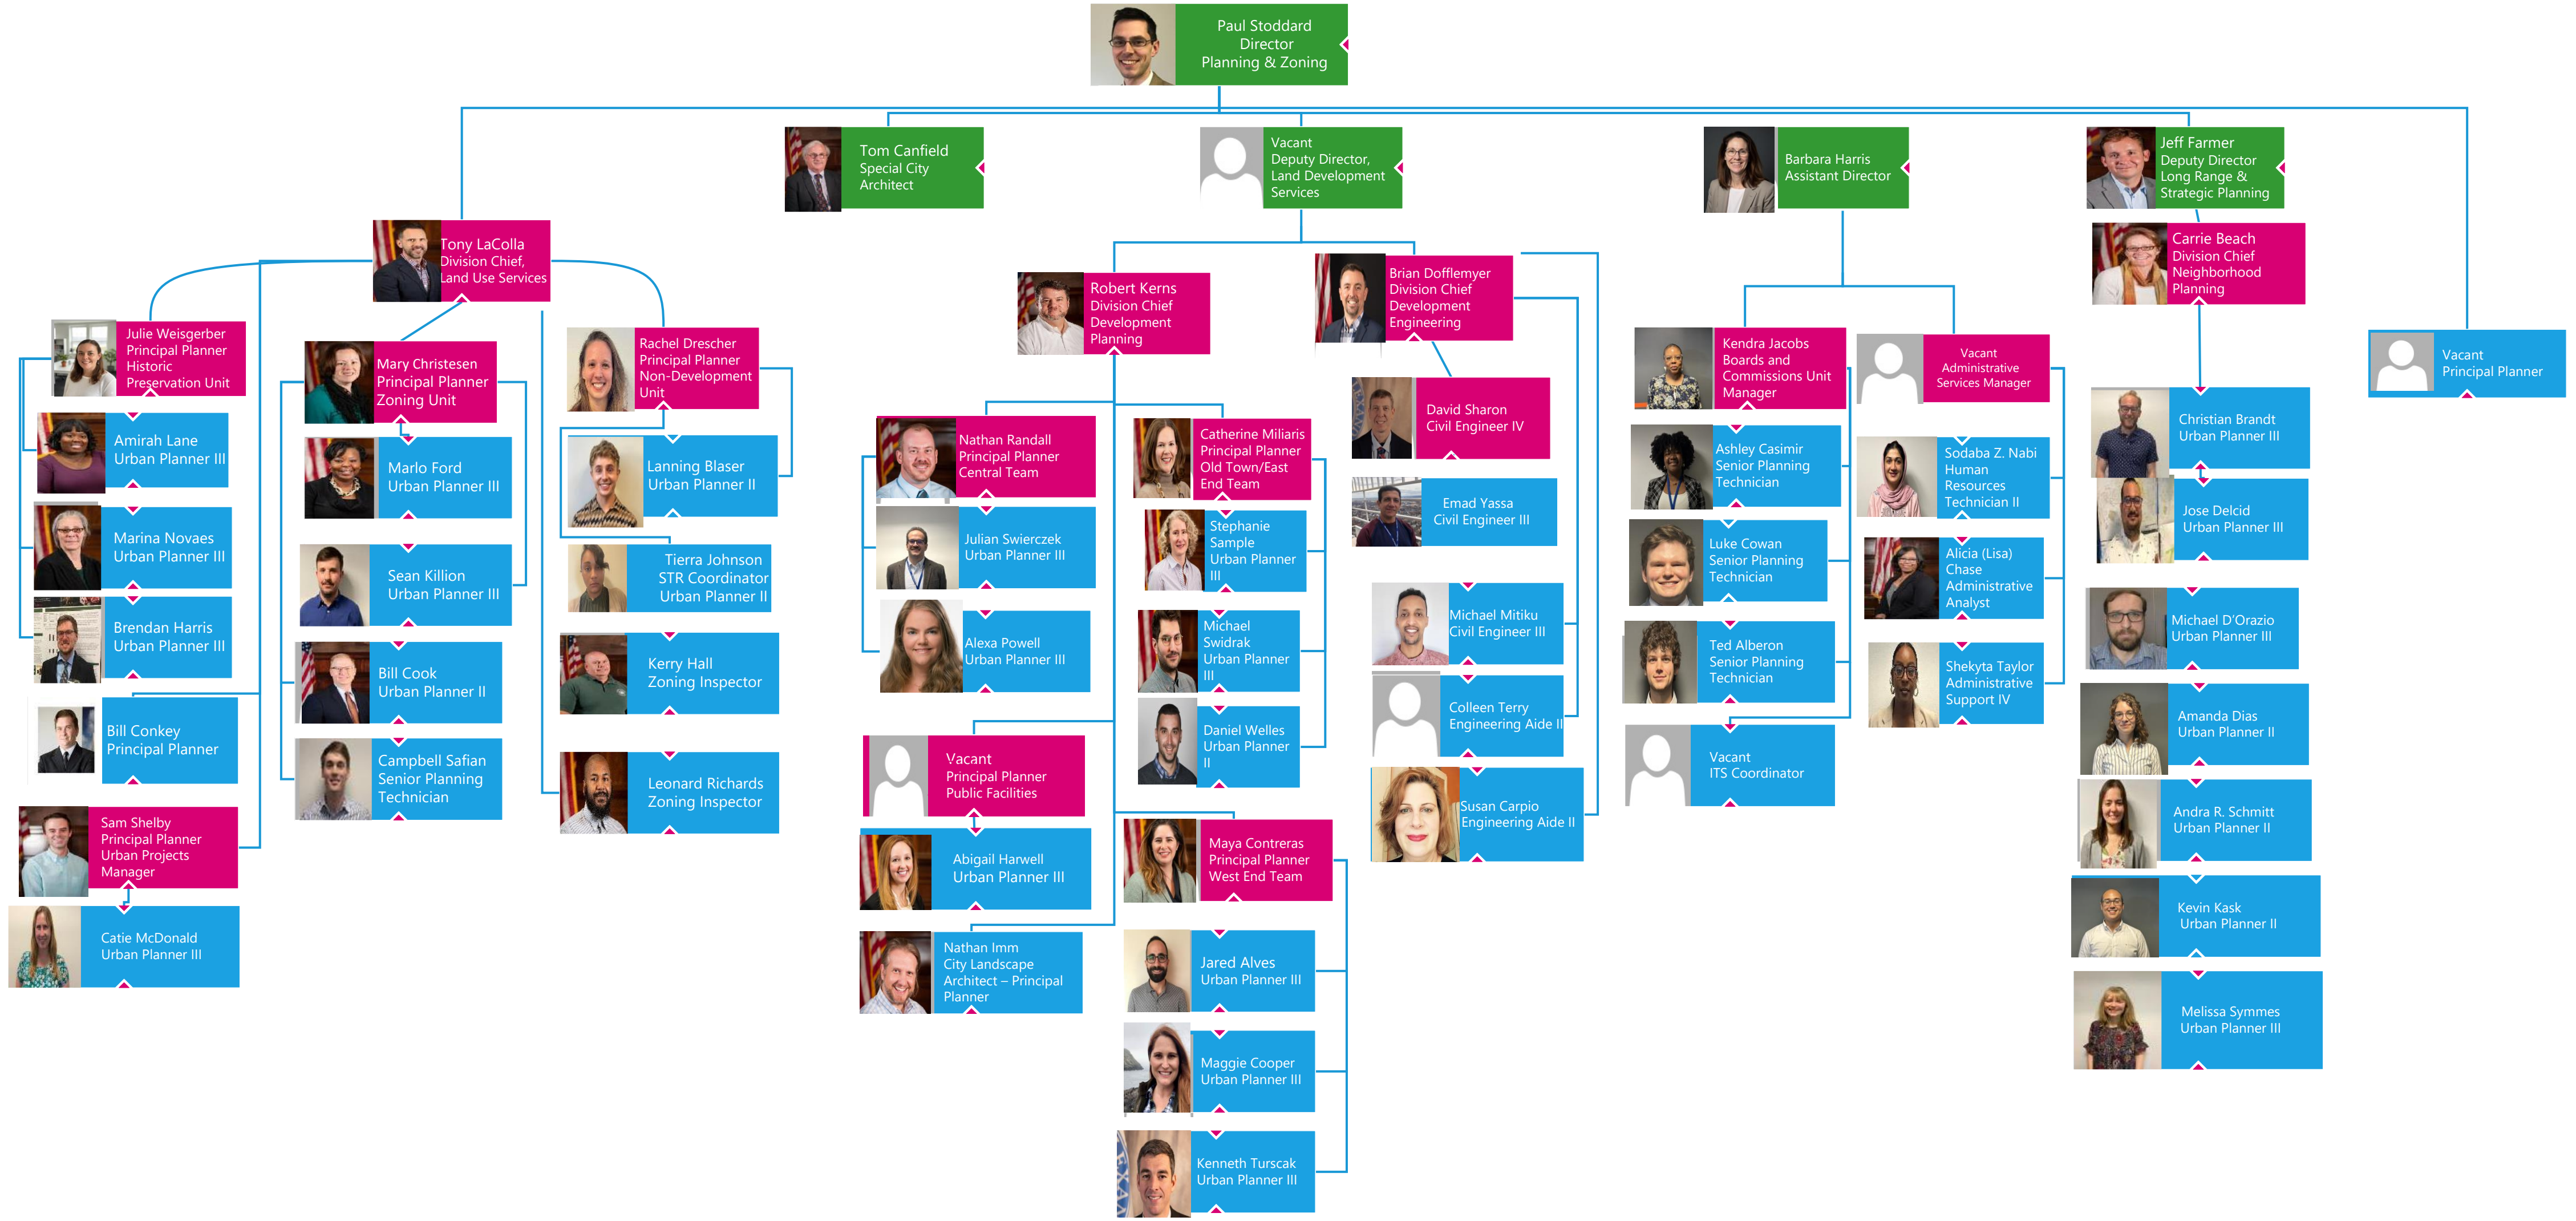 Paul Stoddard
Director
Planning & Zoning
Tom Canfield
Special City
Architect
Vacant
Deputy Director,
Land Development
Services
Barbara Harris
Assistant Director
Jeff Farmer
Deputy Director
Long Range &
Strategic Planning
Tony LaColla
Division Chief,
Land Use Services
Carrie Beach
Division Chief
Neighborhood
Planning
Robert Kerns
Division Chief
Development
Planning
Brian Dofflemyer
Division Chief
Development
Engineering
Julie Weisgerber
Principal Planner
Historic
Preservation Unit
Mary Christesen
Principal Planner
Zoning Unit
Rachel Drescher
Principal Planner
Non-Development
Unit
Kendra Jacobs
Boards and
Commissions Unit
Manager
Vacant
Administrative
Services Manager
Vacant
Principal Planner
Amirah Lane
Urban Planner III
Marina Novaes
Urban Planner III
Brendan Harris
Urban Planner III
Bill Conkey
Principal Planner
Sam Shelby
Principal Planner
Urban Projects
Manager
Catie McDonald
Urban Planner III
Marlo Ford
Urban Planner III
Sean Killion
Urban Planner III
Bill Cook
Urban Planner II
Campbell Safian
Senior Planning
Technician
Lanning Blaser
Urban Planner II
Tierra Johnson
STR Coordinator
Urban Planner II
Kerry Hall
Zoning Inspector
Leonard Richards
Zoning Inspector
Nathan Randall
Principal Planner
Central Team
Julian Swierczek
Urban Planner III
Alexa Powell
Urban Planner III
Vacant
Principal Planner
Public Facilities
Abigail Harwell
Urban Planner III
Nathan Imm
City Landscape
Architect – Principal
Planner
Catherine Miliaris
Principal Planner
Old Town/East
End Team
Stephanie
Sample
Urban Planner
III
Michael
Swidrak
Urban Planner
III
Daniel Welles
Urban Planner
II
Maya Contreras
Principal Planner
West End Team
Jared Alves
Urban Planner III
Maggie Cooper
Urban Planner III
Kenneth Turscak
Urban Planner III
David Sharon
Civil Engineer IV
Emad Yassa
Civil Engineer III
Michael Mitiku
Civil Engineer III
Colleen Terry
Engineering Aide II
Susan Carpio
Engineering Aide II
Ashley Casimir
Senior Planning
Technician
Luke Cowan
Senior Planning
Technician
Ted Alberon
Senior Planning
Technician
Vacant
ITS Coordinator
Sodaba Z. Nabi
Human
Resources
Technician II
Alicia (Lisa)
Chase
Administrative
Analyst
Shekyta Taylor
Administrative
Support IV
Christian Brandt
Urban Planner III
Jose Delcid
Urban Planner III
Michael D'Orazio
Urban Planner III
Amanda Dias
Urban Planner II
Andra R. Schmitt
Urban Planner II
Kevin Kask
Urban Planner II
Melissa Symmes
Urban Planner III